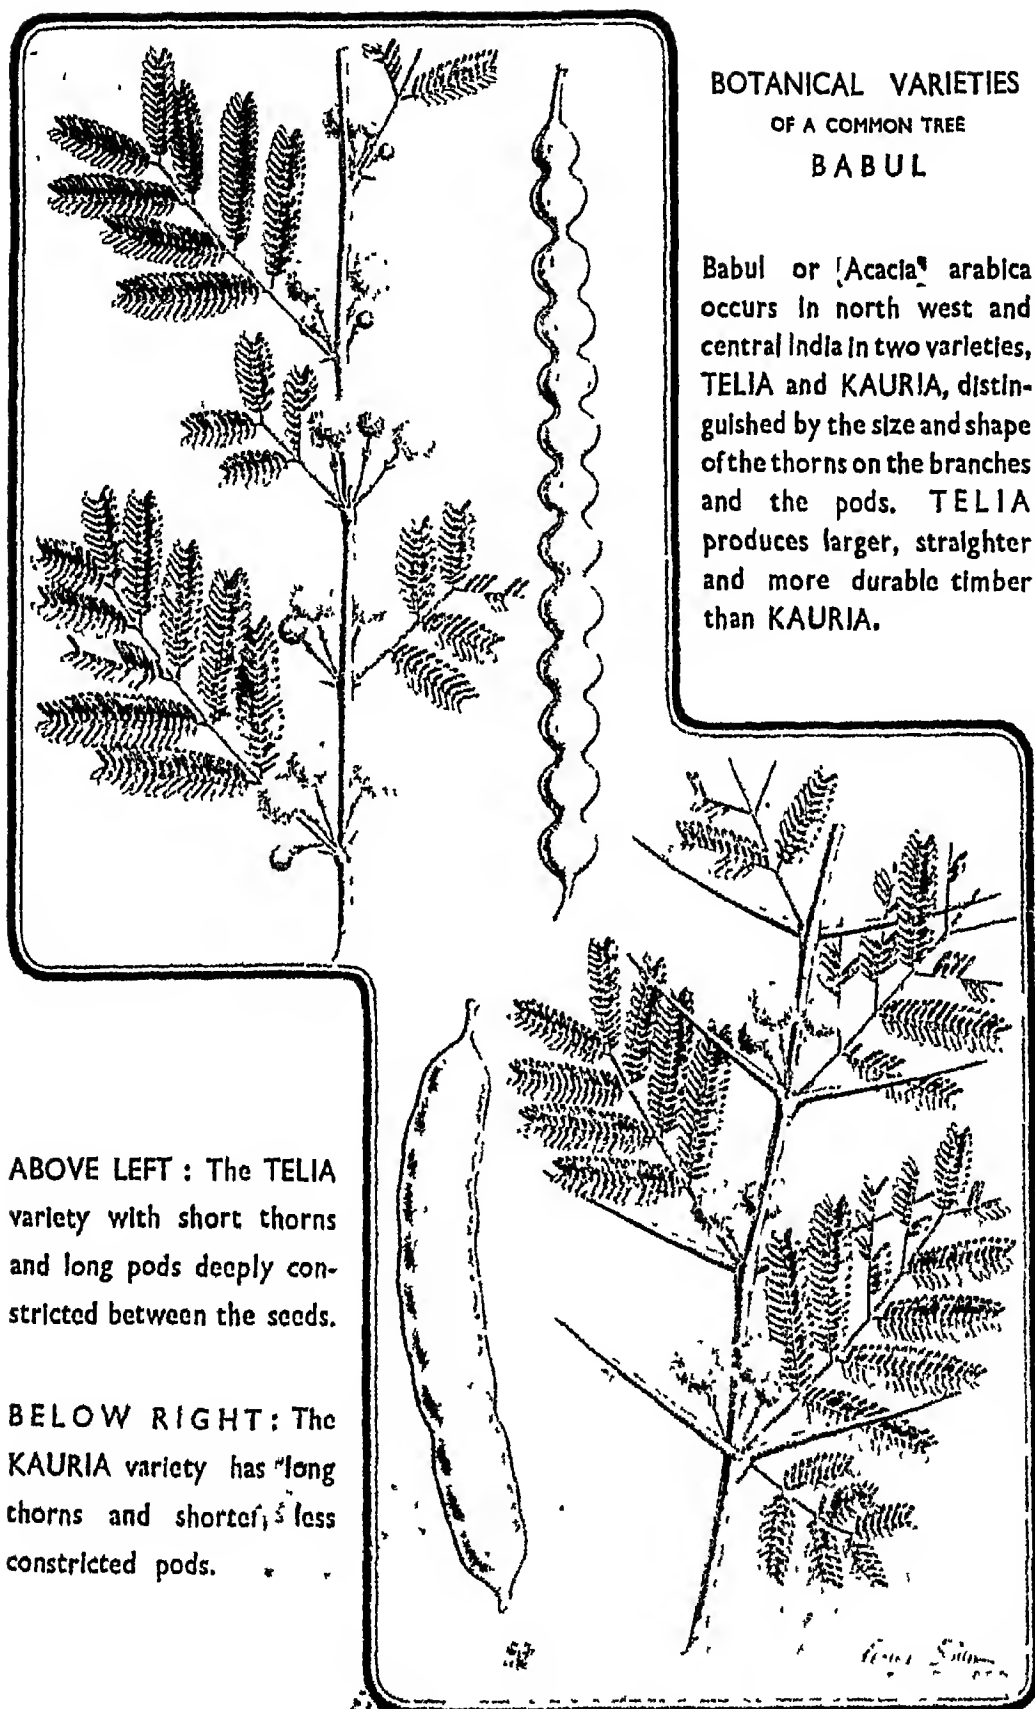 BOTANICAL VARIETIES
OF A COMMON TREE
BABUL
Babul or Acacia arabica
occurs in north west and
central India in two varieties,
TELIA and KAURIA, distin-
guished by the size and shape
of the thorns on the branches
and the pods. TELIA
produces larger, straighter
and more durable timber
than KAURIA.
ABOVE LEFT : The TELIA
variety with short thorns
and long pods deeply con-
stricted between the seeds.
BELOW RIGHT : The
KAURIA variety has long
thorns and shorter, less
constricted pods.